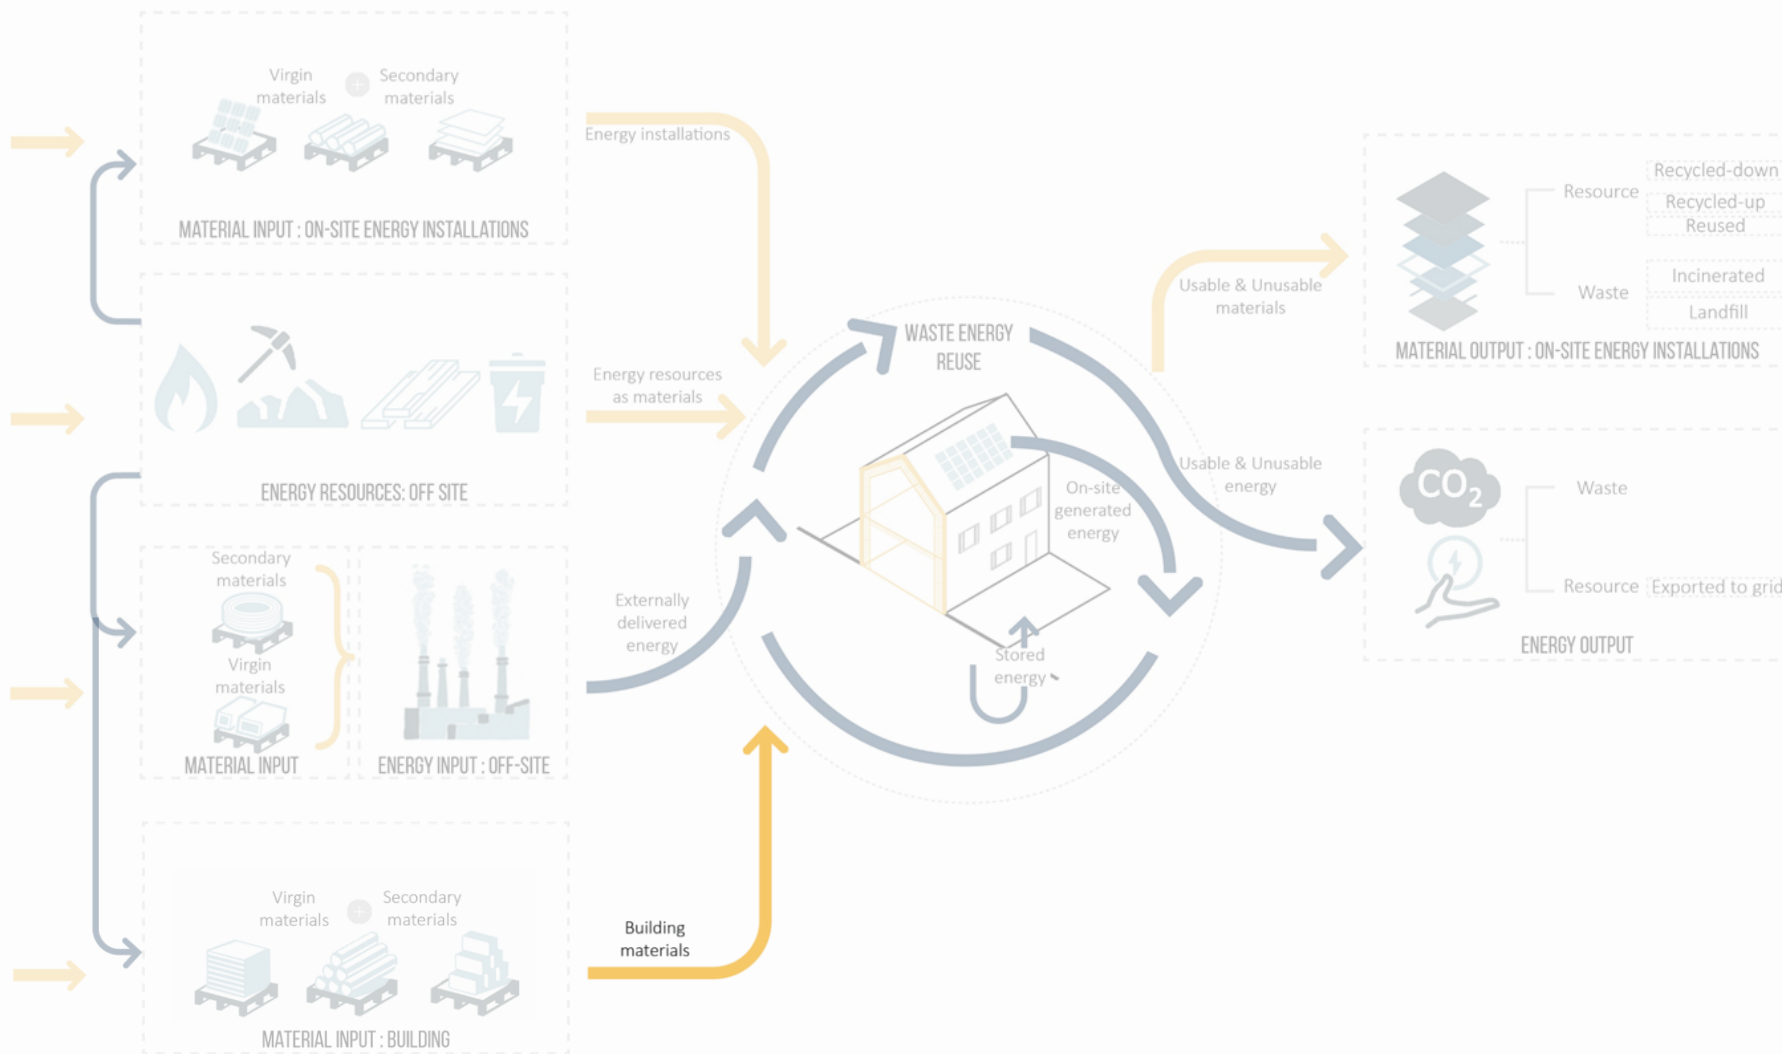 Virgin
materials
Secondary
materials
MATERIAL INPUT : ON-SITE ENERGY INSTALLATIONS
ENERGY RESOURCES: OFF SITE
Secondary
materials
Virgin
materials
MATERIAL INPUT
ENERGY INPUT : OFF-SITE
Virgin
materials
Secondary
materials
MATERIAL INPUT : BUILDING
Energy installations
Energy resources
as materials
Externally
delivered
energy
Building
materials
WASTE ENERGY
REUSE
On-site
generated
energy
Stored
energy
Usable & Unusable
materials
Usable & Unusable
energy
Resource
Recycled-down
Recycled-up
Reused
Waste
Incinerated
Landfill
MATERIAL OUTPUT : ON-SITE ENERGY INSTALLATIONS
CO2
Waste
Resource
Exported to grid
ENERGY OUTPUT